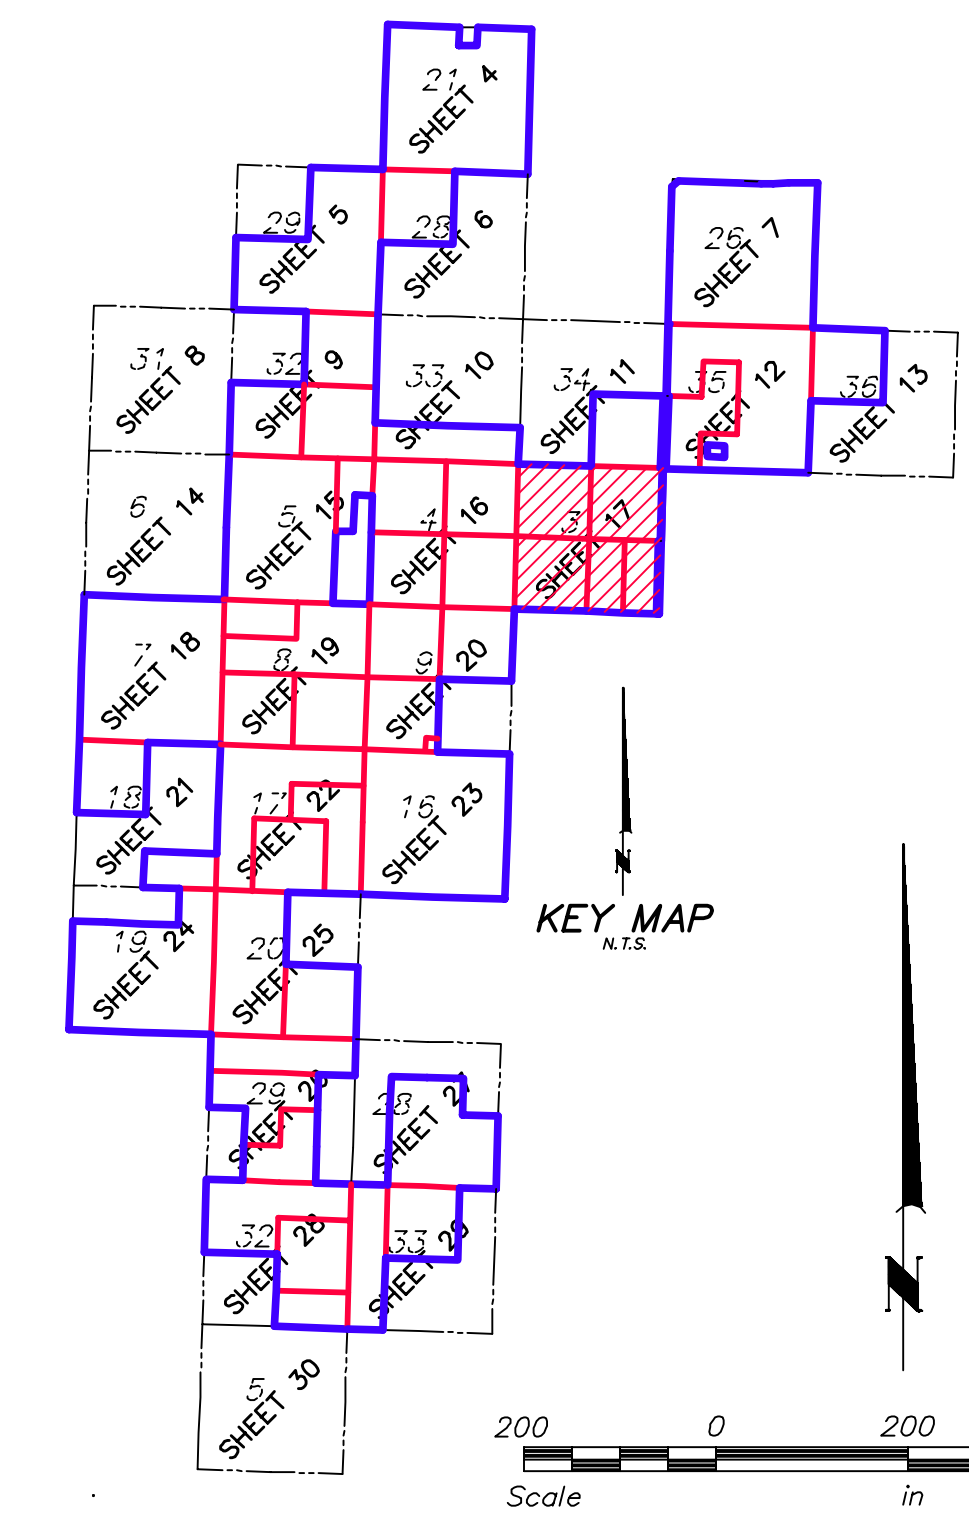 21
SHEET 4
29
SHEET 5
28
SHEET 6
26
SHEET 7
31
SHEET 8
32
SHEET 9
33
SHEET 10
34
SHEET 11
35
SHEET 12
36
SHEET 13
6
SHEET 14
5
SHEET 15
4
SHEET 16
3
SHEET 17
7
SHEET 18
8
SHEET 19
9
SHEET 20
18
SHEET 21
17
SHEET 22
16
SHEET 23
19
SHEET 24
20
SHEET 25
29
SHEET 26
28
SHEET 27
32
SHEET 28
33
SHEET 29
5
SHEET 30
N
KEY MAP
N.T.S.
N
200 0 200
Scale in